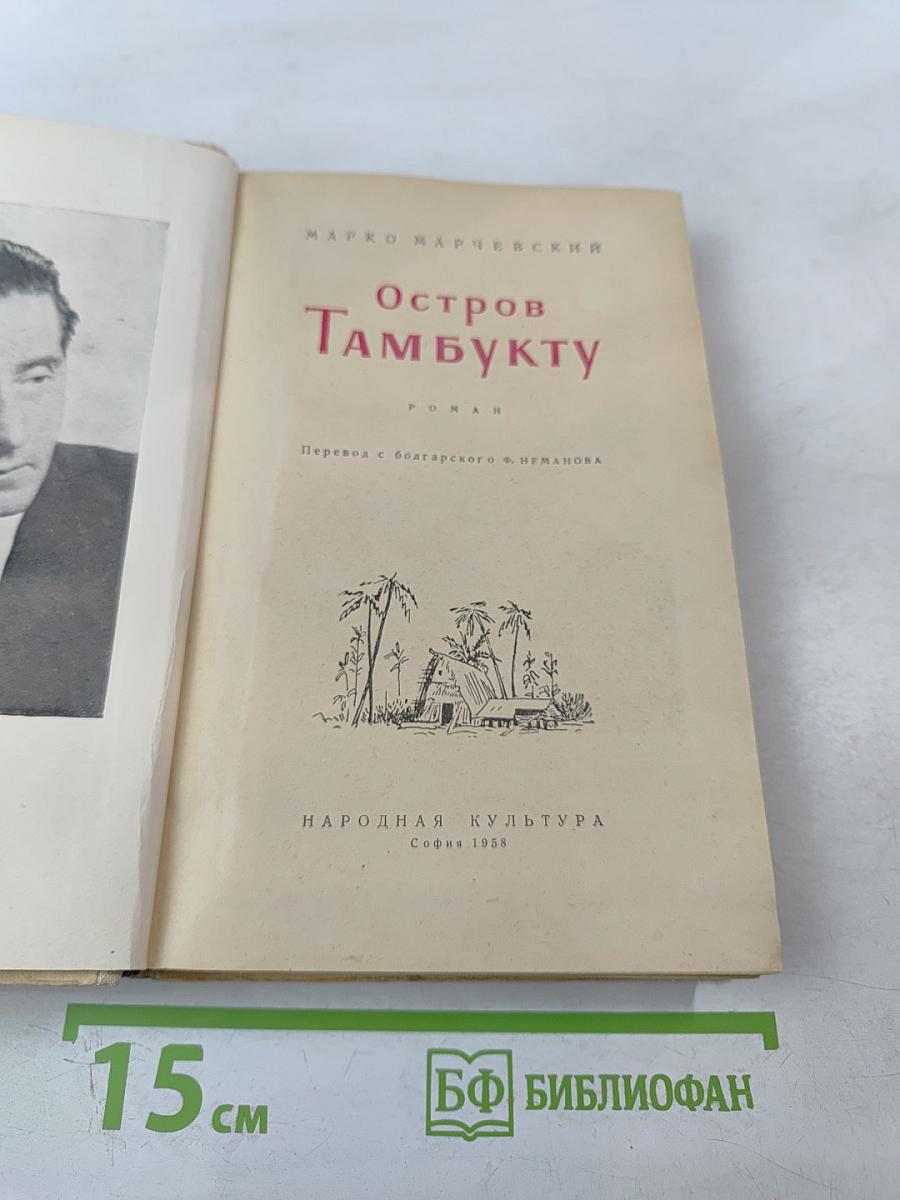 МАРКО МАРЧЕВСКИЙ
Остров
ТАМБУКТУ
РОМАН
Перевод с болгарского Ф. НЕМАНОВА
НАРОДНАЯ КУЛЬТУРА
София 1958
15 см
БФ БИБЛИОФАН